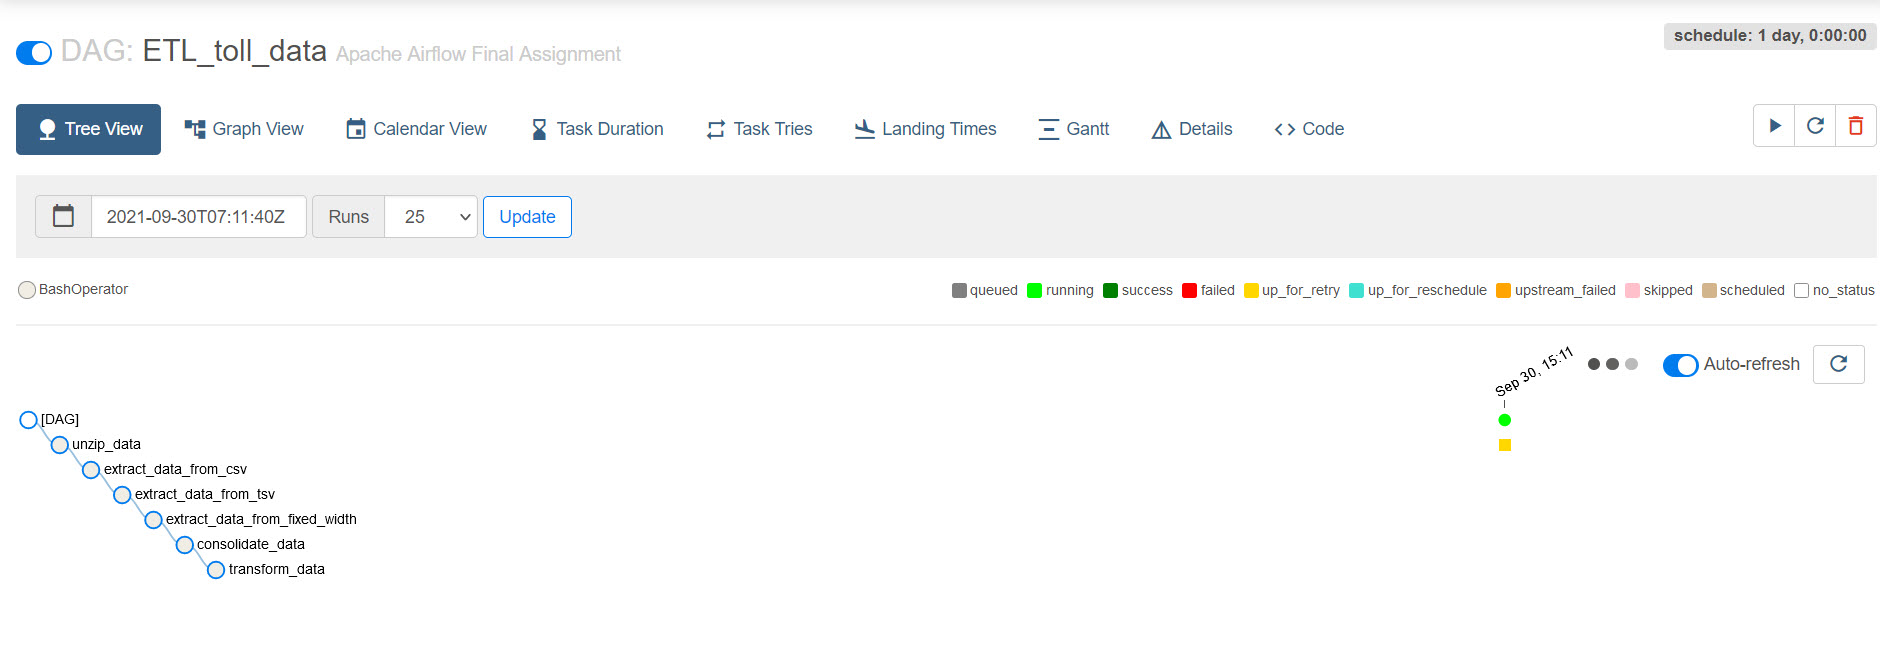 DAG: ETL_toll_data Apache Airflow Final Assignment
schedule: 1 day, 0:00:00
Tree View Graph View Calendar View Task Duration Task Tries Landing Times Gantt Details Code
2021-09-30T07:11:40Z Runs 25 Update
BashOperator
queued running success failed up_for_retry up_for_reschedule upstream_failed skipped scheduled no_status
Sep 30, 15:11
Auto-refresh
[DAG]
unzip_data
extract_data_from_csv
extract_data_from_tsv
extract_data_from_fixed_width
consolidate_data
transform_data